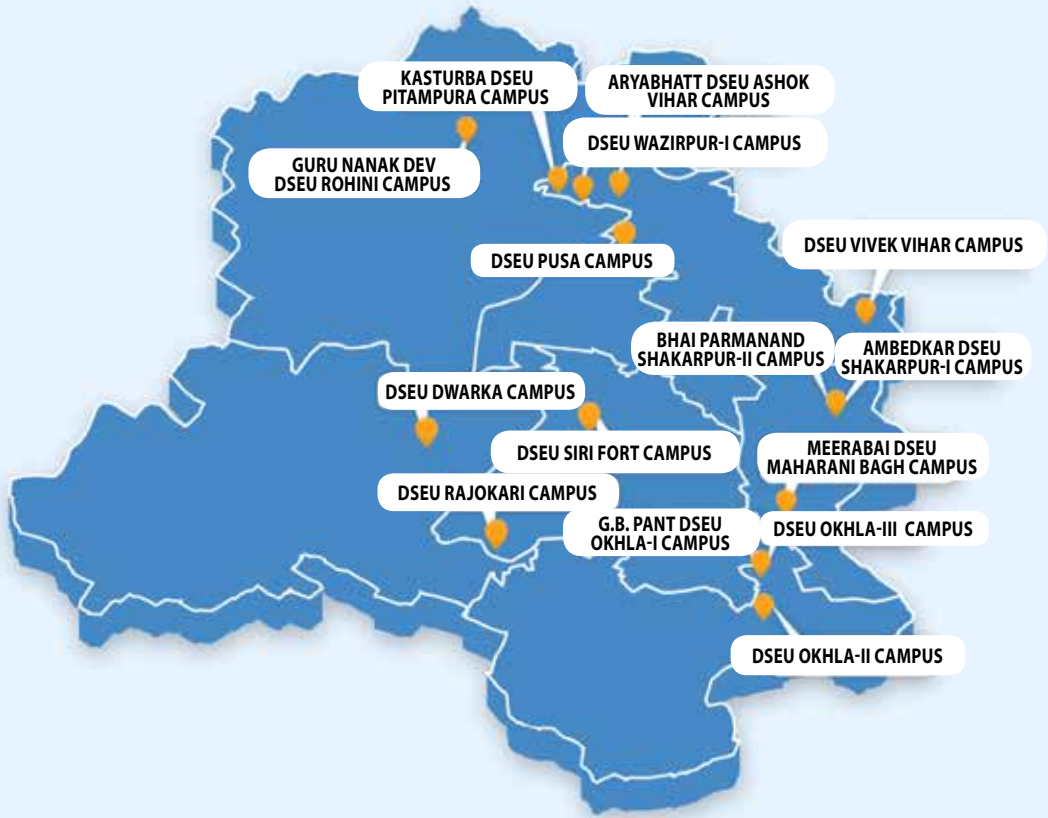 KASTURBA DSEU
PITAMPURA CAMPUS
ARYABHATT DSEU ASHOK
VIHAR CAMPUS
DSEU WAZIRPUR-I CAMPUS
GURU NANAK DEV
DSEU ROHINI CAMPUS
DSEU PUSA CAMPUS
DSEU VIVEK VIHAR CAMPUS
BHAI PARMANAND
SHAKARPUR-II CAMPUS
AMBEDKAR DSEU
SHAKARPUR-I CAMPUS
DSEU DWARKA CAMPUS
DSEU SIRI FORT CAMPUS
MEERABAI DSEU
MAHARANI BAGH CAMPUS
DSEU RAJOKARI CAMPUS
G.B. PANT DSEU
OKHLA-I CAMPUS
DSEU OKHLA-III CAMPUS
DSEU OKHLA-II CAMPUS